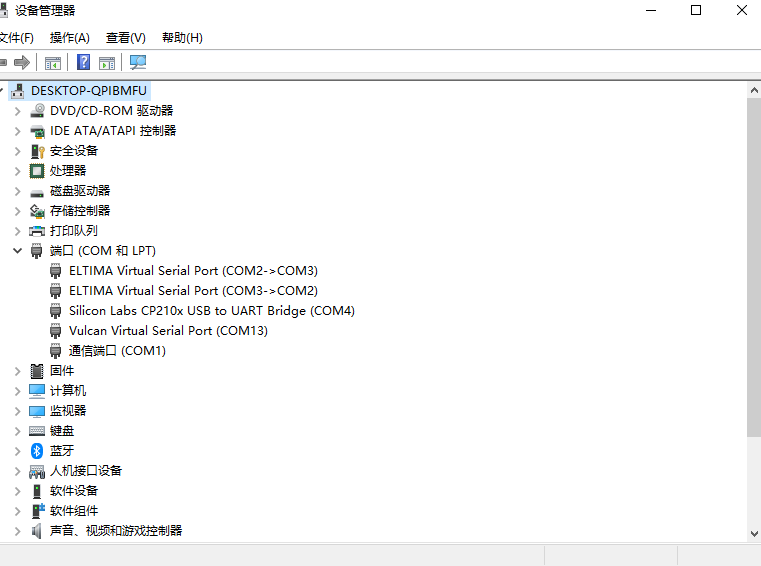 设备管理器
文件(F) 操作(A) 查看(V) 帮助(H)
DESKTOP-QPIBMFU
DVD/CD-ROM 驱动器
IDE ATA/ATAPI 控制器
安全设备
处理器
磁盘驱动器
存储控制器
打印队列
端口 (COM 和 LPT)
ELTIMA Virtual Serial Port (COM2->COM3)
ELTIMA Virtual Serial Port (COM3->COM2)
Silicon Labs CP210x USB to UART Bridge (COM4)
Vulcan Virtual Serial Port (COM13)
通信端口 (COM1)
固件
计算机
监视器
键盘
蓝牙
人机接口设备
软件设备
软件组件
声音、视频和游戏控制器